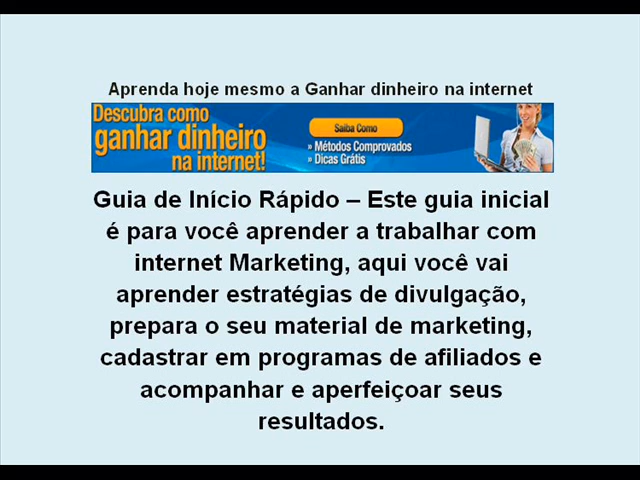 Aprenda hoje mesmo a Ganhar dinheiro na internet
Descubra como
ganhar dinheiro
na internet!
Saiba Como
» Métodos Comprovados
» Dicas Grátis
Guia de Início Rápido – Este guia inicial
é para você aprender a trabalhar com
internet Marketing, aqui você vai
aprender estratégias de divulgação,
prepara o seu material de marketing,
cadastrar em programas de afiliados e
acompanhar e aperfeiçoar seus
resultados.